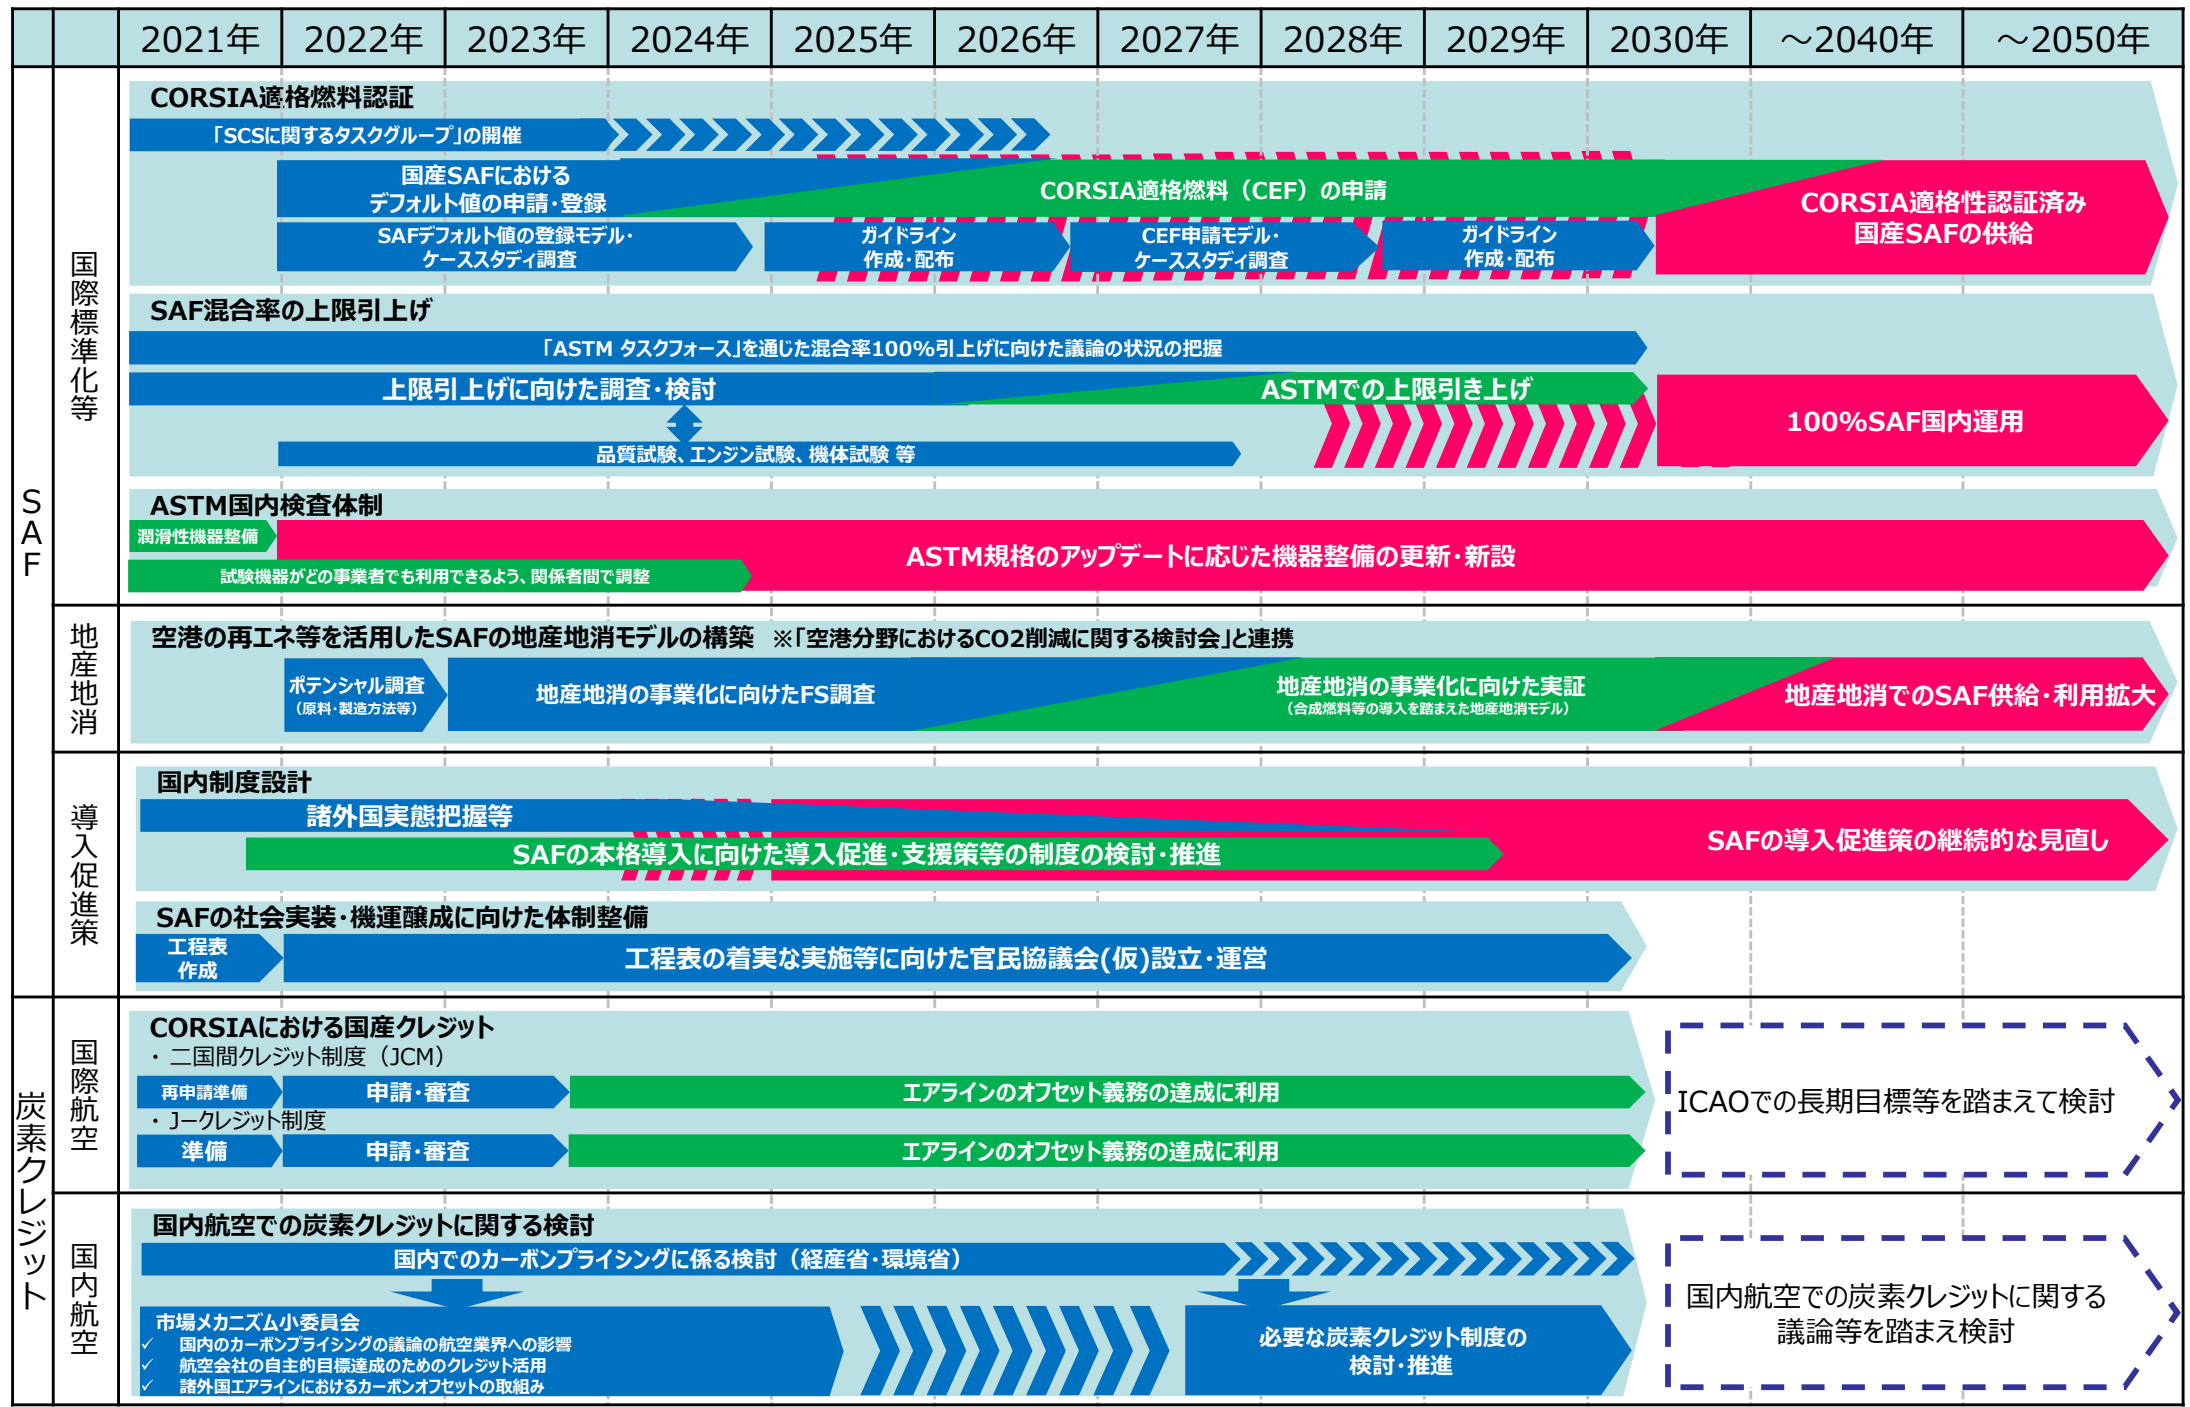 2021年 2022年 2023年 2024年 2025年 2026年 2027年 2028年 2029年 2030年 ～2040年 ～2050年
SAF
国際標準化等
CORSIA適格燃料認証
「SCSに関するタスクグループ」の開催
国産SAFにおける
デフォルト値の申請・登録
CORSIA適格燃料（CEF）の申請
CORSIA適格性認証済み
国産SAFの供給
SAFデフォルト値の登録モデル・
ケーススタディ調査
ガイドライン
作成・配布
CEF申請モデル・
ケーススタディ調査
ガイドライン
作成・配布
SAF混合率の上限引上げ
「ASTM タスクフォース」を通じた混合率100%引上げに向けた議論の状況の把握
上限引上げに向けた調査・検討
ASTMでの上限引き上げ
100%SAF国内運用
品質試験、エンジン試験、機体試験 等
ASTM国内検査体制
潤滑性機器整備
ASTM規格のアップデートに応じた機器整備の更新・新設
試験機器がどの事業者でも利用できるよう、関係者間で調整
地産地消
空港の再エネ等を活用したSAFの地産地消モデルの構築 ※「空港分野におけるCO2削減に関する検討会」と連携
ポテンシャル調査
（原料・製造方法等）
地産地消の事業化に向けたFS調査
地産地消の事業化に向けた実証
（合成燃料等の導入を踏まえた地産地消モデル）
地産地消でのSAF供給・利用拡大
導入促進策
国内制度設計
諸外国実態把握等
SAFの本格導入に向けた導入促進・支援策等の制度の検討・推進
SAFの導入促進策の継続的な見直し
SAFの社会実装・機運醸成に向けた体制整備
工程表
作成
工程表の着実な実施等に向けた官民協議会(仮)設立・運営
炭素クレジット
国際航空
CORSIAにおける国産クレジット
・ 二国間クレジット制度（JCM）
再申請準備
申請・審査
エアラインのオフセット義務の達成に利用
・ J－クレジット制度
準備
申請・審査
エアラインのオフセット義務の達成に利用
ICAOでの長期目標等を踏まえて検討
国内航空
国内航空での炭素クレジットに関する検討
国内でのカーボンプライシングに係る検討（経産省・環境省）
市場メカニズム小委員会
✓ 国内のカーボンプライシングの議論の航空業界への影響
✓ 航空会社の自主的目標達成のためのクレジット活用
✓ 諸外国エアラインにおけるカーボンオフセットの取組み
必要な炭素クレジット制度の
検討・推進
国内航空での炭素クレジットに関する
議論等を踏まえ検討